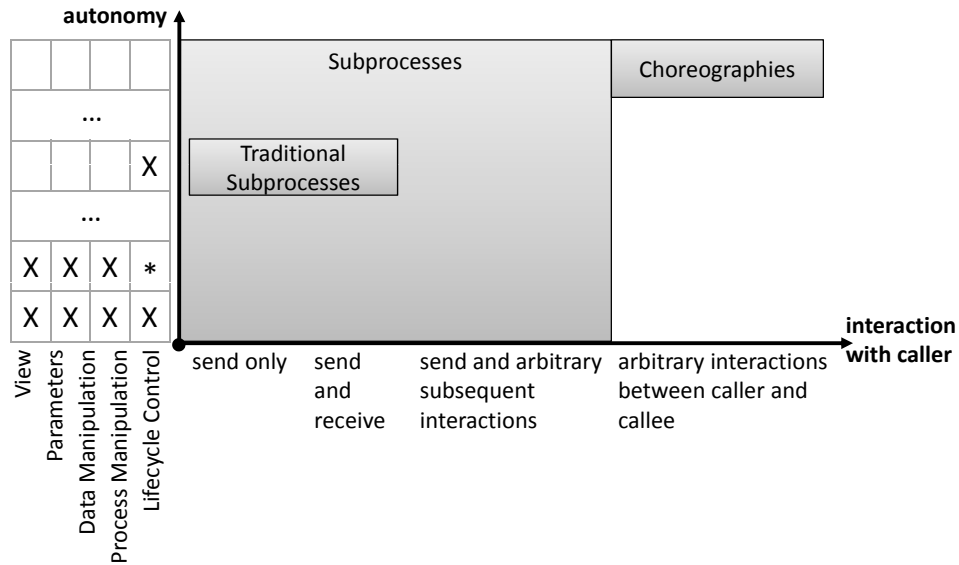 autonomy
Subprocesses
Choreographies
...
Traditional
Subprocesses
X
...
X X X *
X X X X
interaction
with caller
send only
send
and
receive
send and arbitrary
subsequent
interactions
arbitrary interactions
between caller and
callee
View
Parameters
Data Manipulation
Process Manipulation
Lifecycle Control